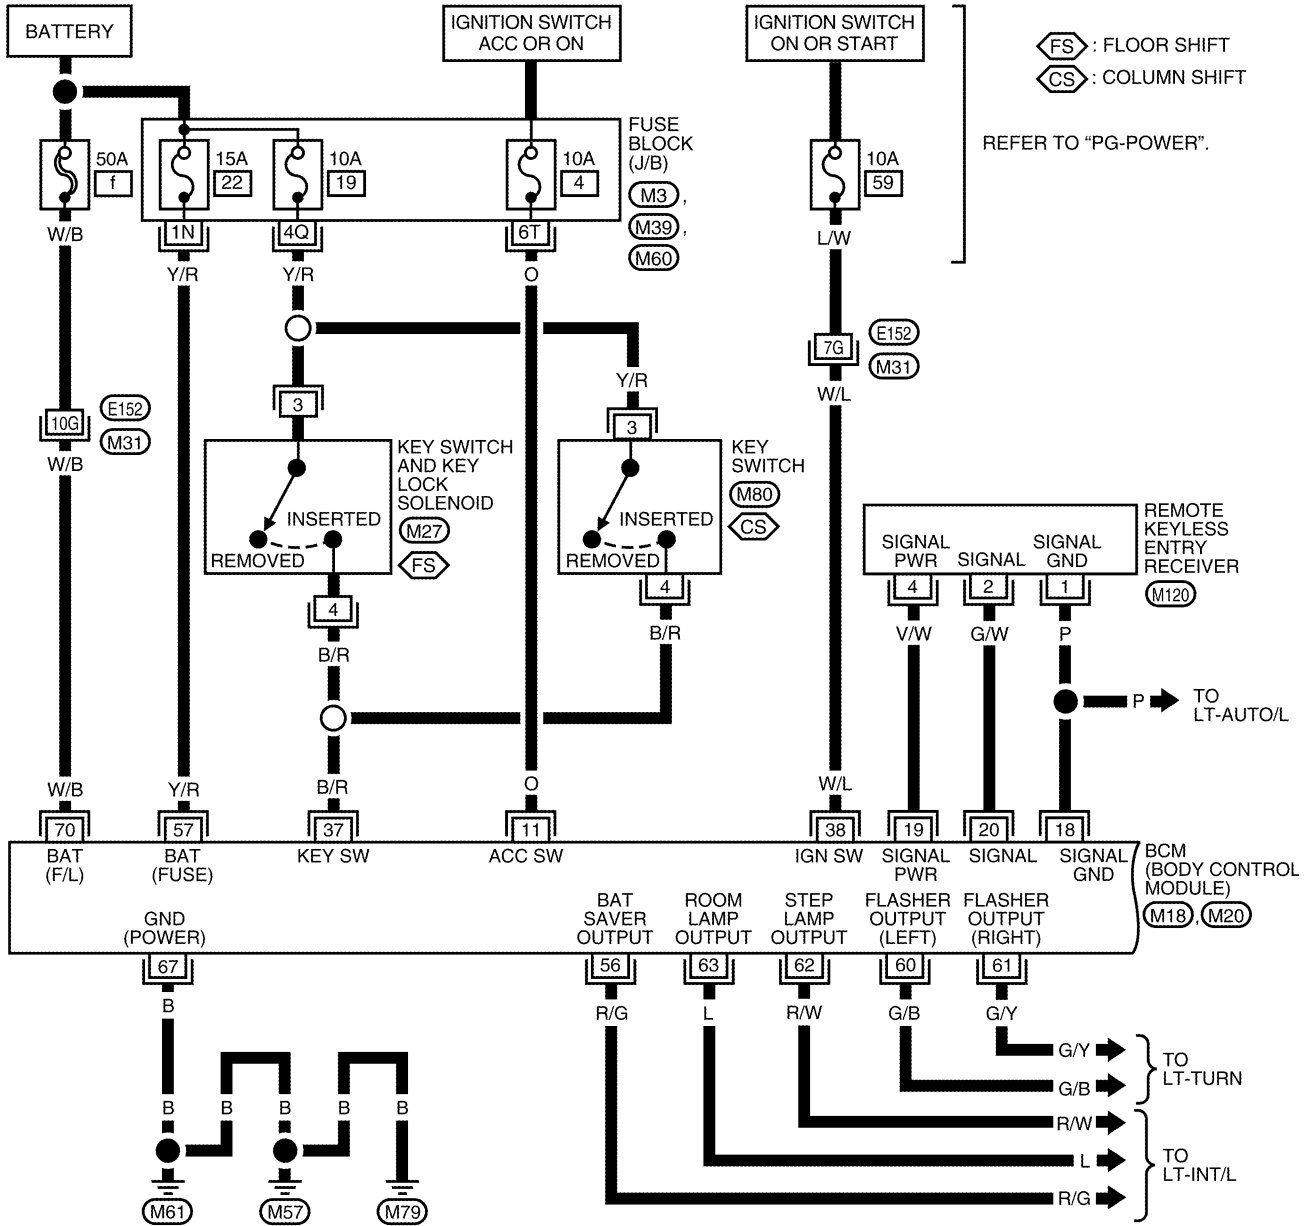 BATTERY
IGNITION SWITCH
ACC OR ON
IGNITION SWITCH
ON OR START
FS : FLOOR SHIFT
CS : COLUMN SHIFT
REFER TO “PG-POWER”.
50A
f
15A
22
10A
19
10A
4
FUSE
BLOCK
(J/B)
M3 ,
M39 ,
M60
10A
59
W/B
1N
4Q
6T
L/W
Y/R
Y/R
O
7G
E152
M31
Y/R
W/L
10G
E152
M31
W/B
3
3
KEY SWITCH
AND KEY
LOCK
SOLENOID
M27
FS
INSERTED
REMOVED
KEY
SWITCH
M80
CS
INSERTED
REMOVED
4
4
B/R
B/R
REMOTE
KEYLESS
ENTRY
RECEIVER
M120
SIGNAL
PWR
SIGNAL
SIGNAL
GND
4
2
1
V/W
G/W
P
P
TO
LT-AUTO/L
W/B
Y/R
B/R
O
W/L
70
57
37
11
38
19
20
18
BAT
(F/L)
BAT
(FUSE)
KEY SW
ACC SW
IGN SW
SIGNAL
PWR
SIGNAL
SIGNAL
GND
BCM
(BODY CONTROL
MODULE)
M18 , M20
GND
(POWER)
BAT
SAVER
OUTPUT
ROOM
LAMP
OUTPUT
STEP
LAMP
OUTPUT
FLASHER
OUTPUT
(LEFT)
FLASHER
OUTPUT
(RIGHT)
67
56
63
62
60
61
B
R/G
L
R/W
G/B
G/Y
G/Y
G/B
TO
LT-TURN
B
B
B
B
B
R/W
L
R/G
TO
LT-INT/L
M61
M57
M79